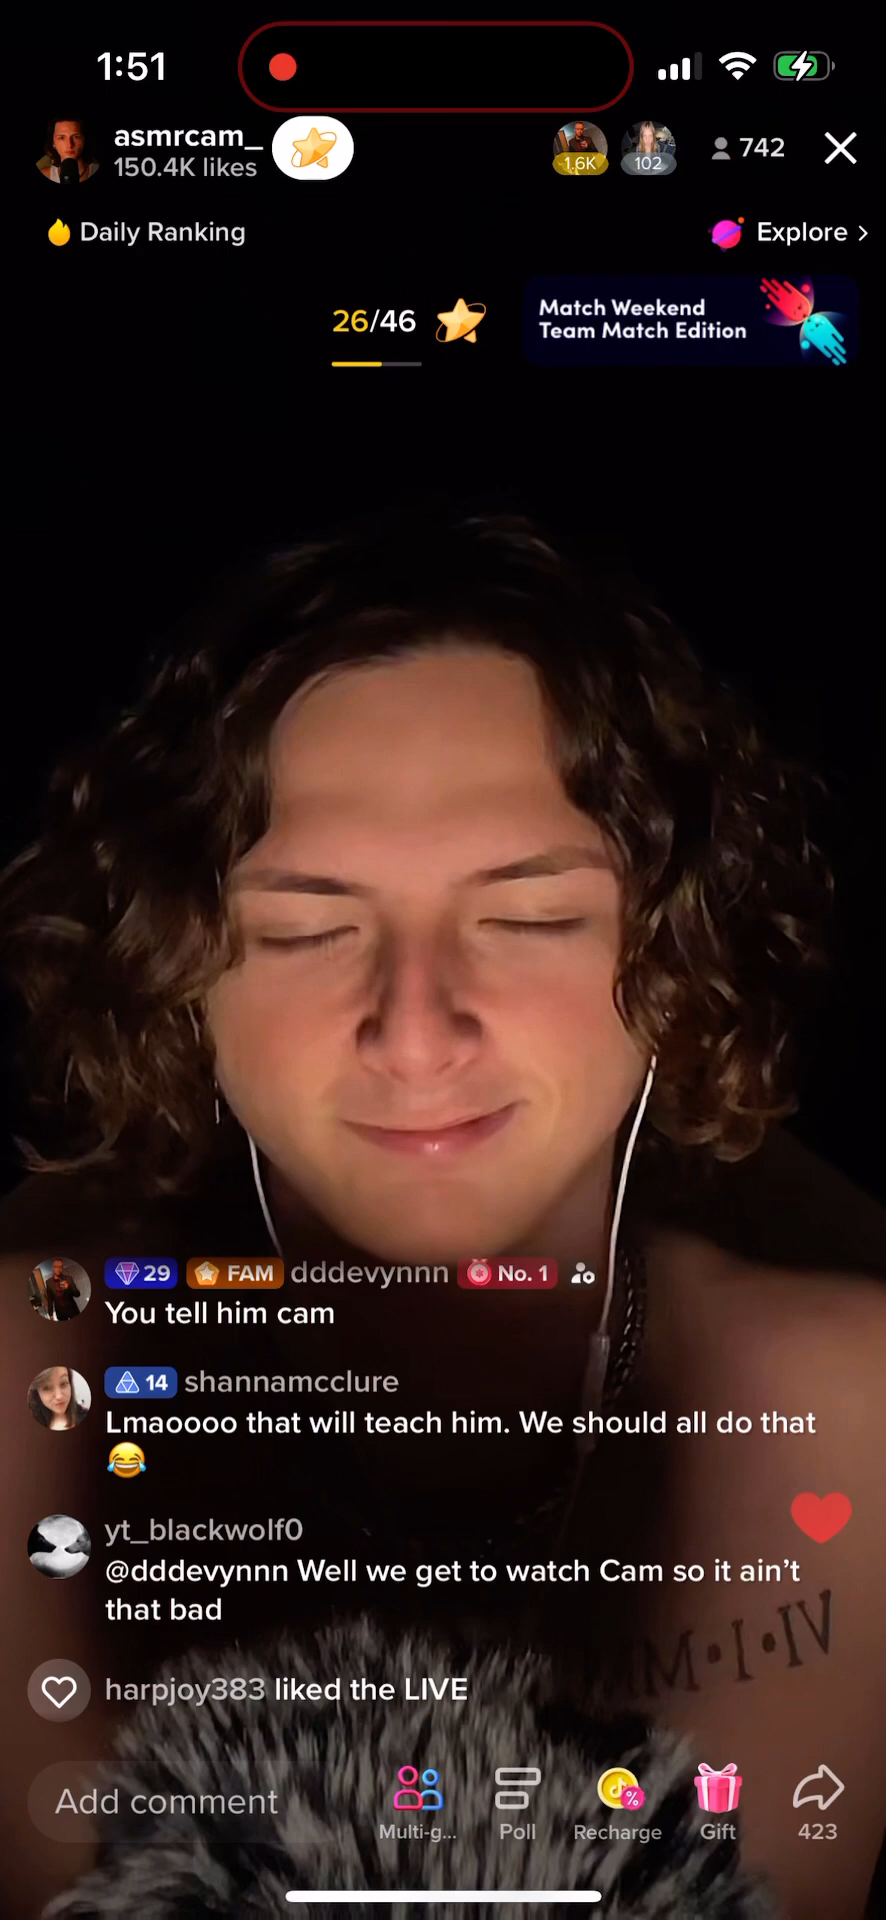 1:51
asmrcam_
150.4K likes
1.6K
102
742
Daily Ranking
Explore >
26/46
Match Weekend
Team Match Edition
29 FAM dddevynnn No. 1
You tell him cam
14 shannamcclure
Lmaoooo that will teach him. We should all do that
😂
yt_blackwolf0
@dddevynnn Well we get to watch Cam so it ain’t
that bad
M•I•IV
harpjoy383 liked the LIVE
Add comment
Multi-g...
Poll
Recharge
Gift
423